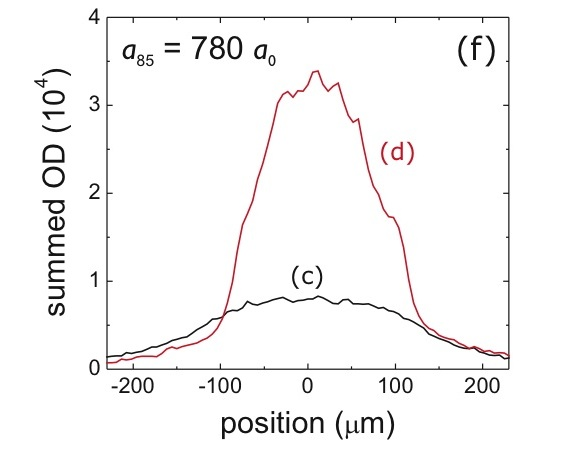 a85 = 780 a0
(f)
4
3
2
1
0
summed OD (10^4)
(d)
(c)
-200 -100 0 100 200
position (μm)